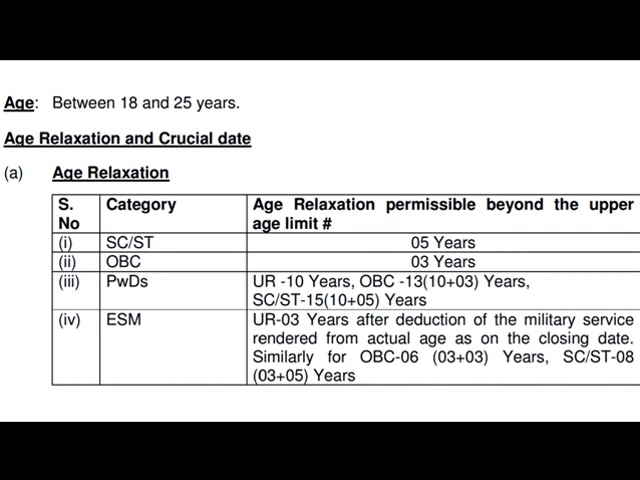 Age: Between 18 and 25 years.
Age Relaxation and Crucial date
(a) Age Relaxation
S. No Category Age Relaxation permissible beyond the upper age limit #
(i) SC/ST 05 Years
(ii) OBC 03 Years
(iii) PwDs UR -10 Years, OBC -13(10+03) Years,
SC/ST-15(10+05) Years
(iv) ESM UR-03 Years after deduction of the military service
rendered from actual age as on the closing date.
Similarly for OBC-06 (03+03) Years, SC/ST-08
(03+05) Years